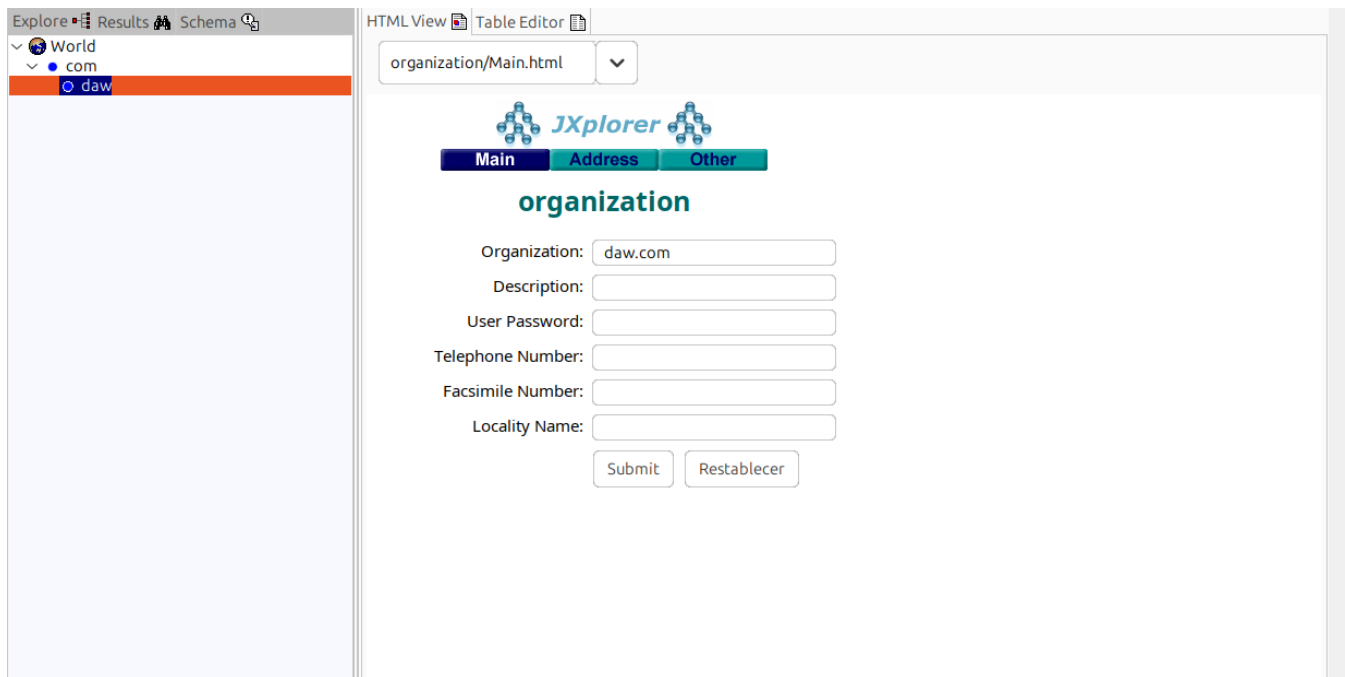 Explore Results Schema
World
com
daw
HTML View Table Editor
organization/Main.html
JXplorer
Main Address Other
organization
Organization: daw.com
Description:
User Password:
Telephone Number:
Facsimile Number:
Locality Name:
Submit Restablecer